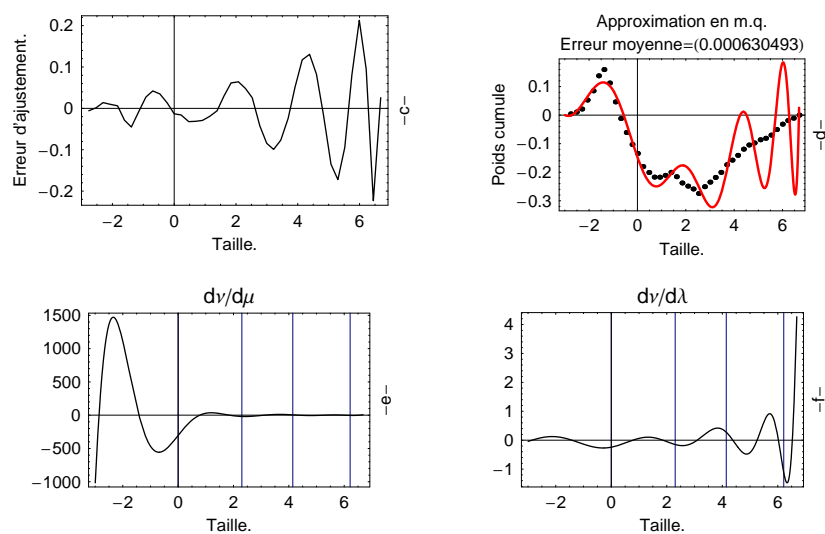 0.2
0.1
0
−0.1
−0.2
Erreur d'ajustement.
−2 0 2 4 6
Taille.
−c−
Approximation en m.q.
Erreur moyenne=(0.000630493)
0.1
0
−0.1
−0.2
−0.3
Poids cumule
−2 0 2 4 6
Taille.
−d−
dν/dμ
1500
1000
500
0
−500
−1000
−2 0 2 4 6
Taille.
−e−
dν/dλ
4
3
2
1
0
−1
−2 0 2 4 6
Taille.
−f−